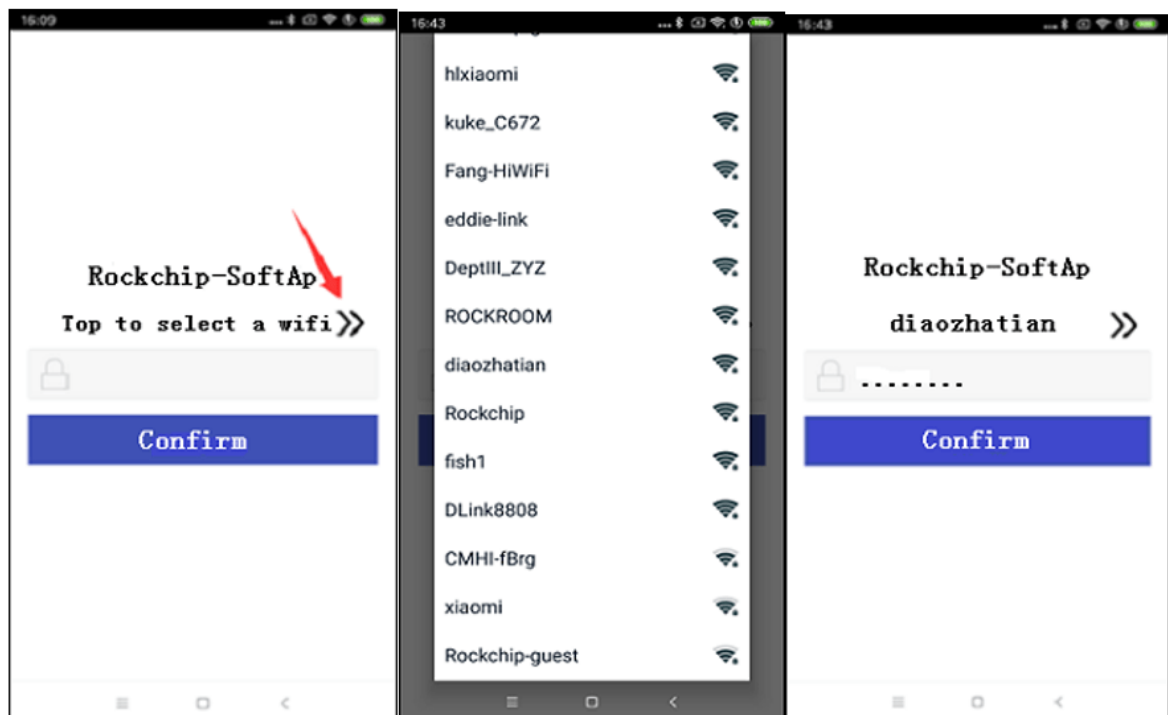 16:09
Rockchip-SoftAp
Top to select a wifi
Confirm
16:43
hlxiaomi
kuke_C672
Fang-HiWiFi
eddie-link
DeptIII_ZYZ
ROCKROOM
diaozhatian
Rockchip
fish1
DLink8808
CMHI-fBrg
xiaomi
Rockchip-guest
16:43
Rockchip-SoftAp
diaozhatian
........
Confirm